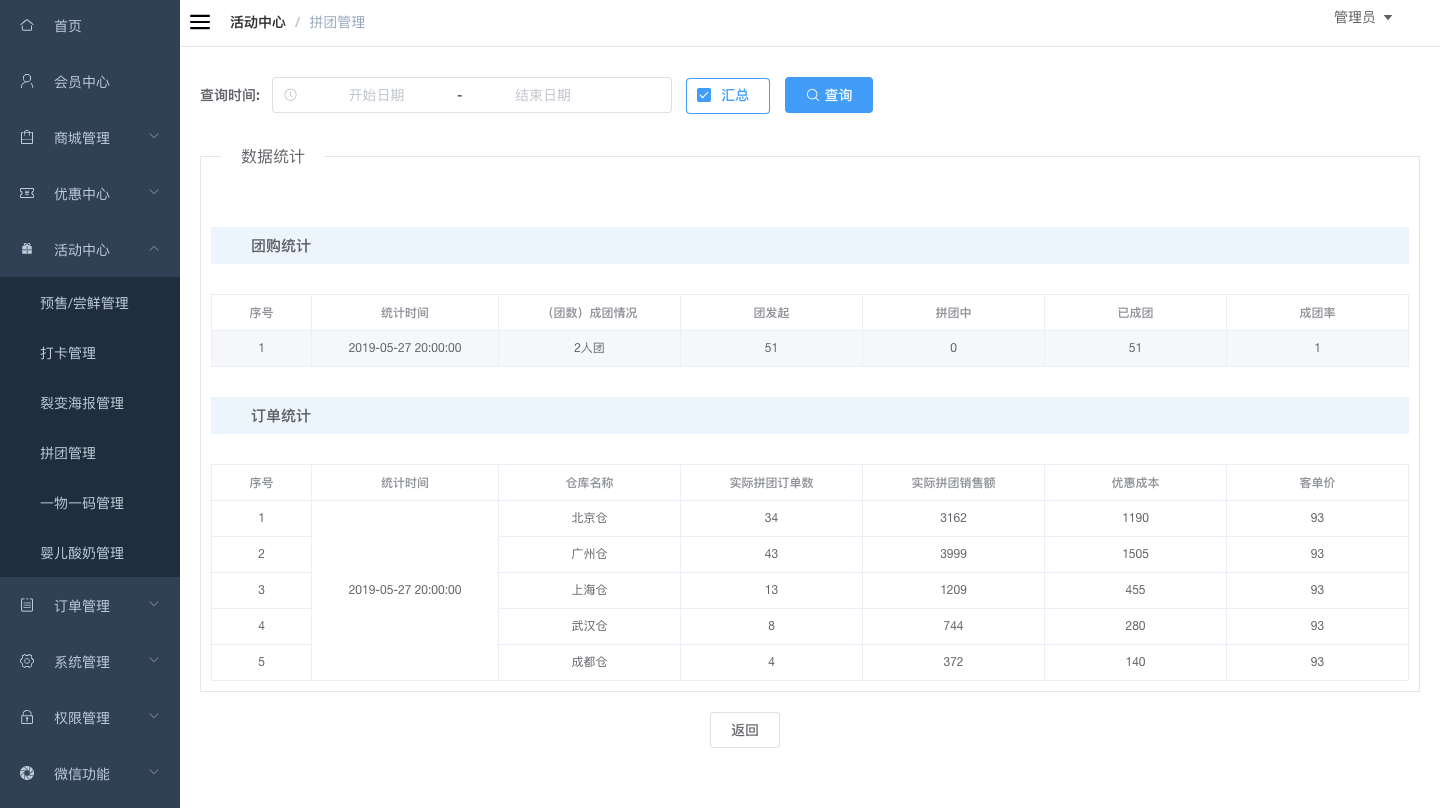 首页
会员中心
商城管理
优惠中心
活动中心
预售/尝鲜管理
打卡管理
裂变海报管理
拼团管理
一物一码管理
婴儿酸奶管理
订单管理
系统管理
权限管理
微信功能
活动中心 / 拼团管理
管理员
查询时间: 开始日期 - 结束日期 汇总 查询
数据统计
团购统计
序号 统计时间 （团数）成团情况 团发起 拼团中 已成团 成团率
1 2019-05-27 20:00:00 2人团 51 0 51 1
订单统计
序号 统计时间 仓库名称 实际拼团订单数 实际拼团销售额 优惠成本 客单价
1 北京仓 34 3162 1190 93
2 广州仓 43 3999 1505 93
3 2019-05-27 20:00:00 上海仓 13 1209 455 93
4 武汉仓 8 744 280 93
5 成都仓 4 372 140 93
返回